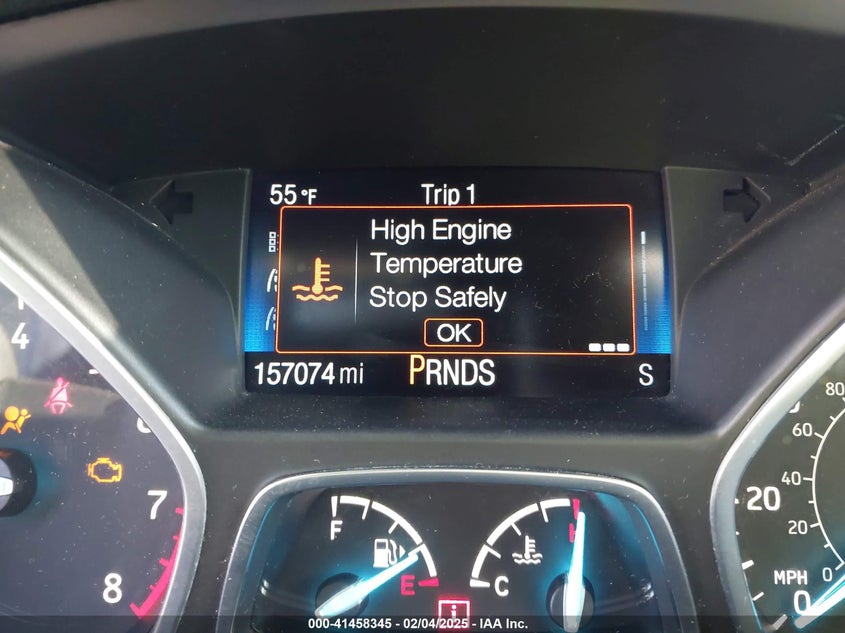 55°F Trip 1
High Engine
Temperature
Stop Safely
OK
157074 mi PRNDS S
4
7
8
F
E
H
C
i
80
60
40
20
0
20
MPH
0
000-41458345 - 02/04/2025 - IAA Inc.